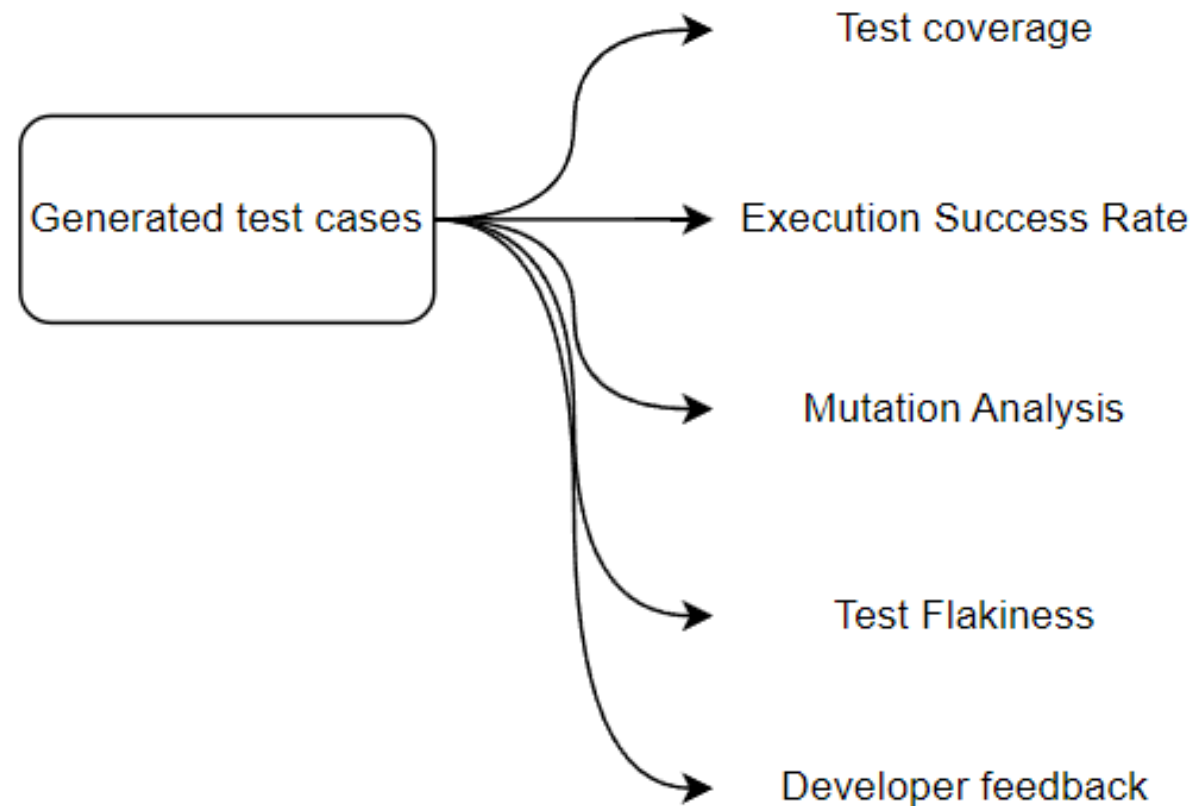 Test coverage
Generated test cases
Execution Success Rate
Mutation Analysis
Test Flakiness
Developer feedback